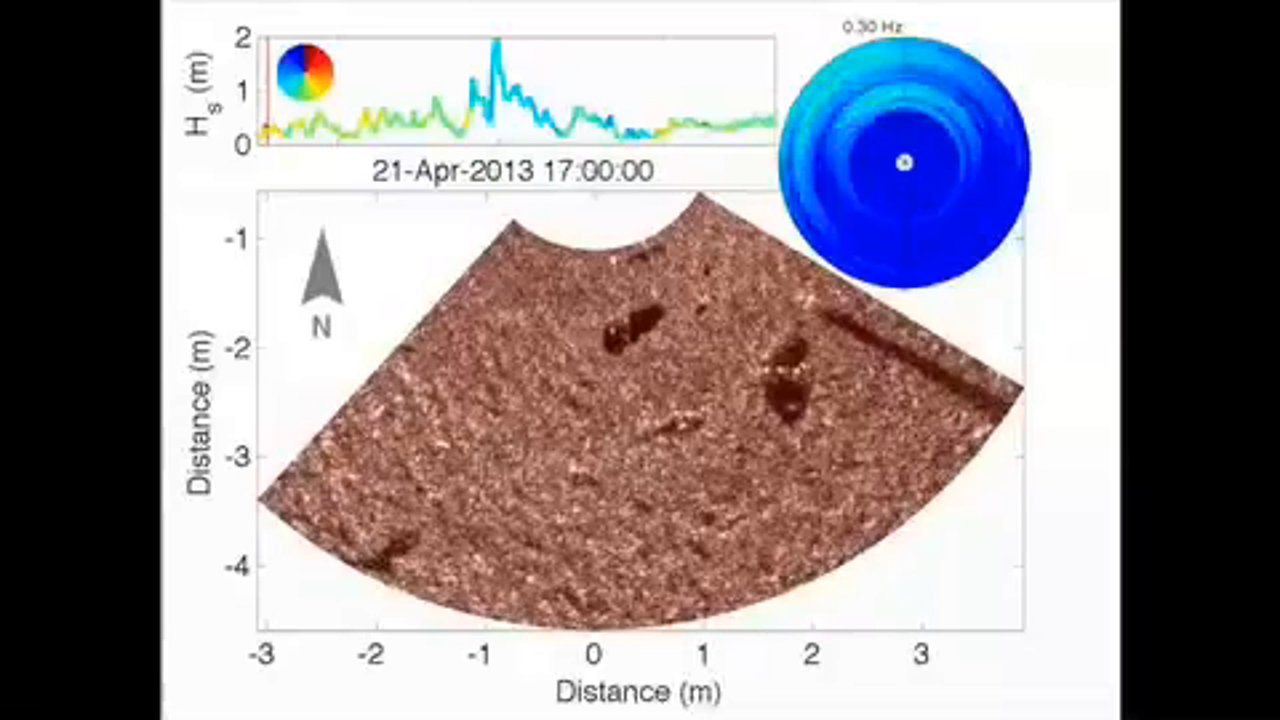 0.30 Hz
H_s (m)
2
1
0
21-Apr-2013 17:00:00
N
Distance (m)
-1
-2
-3
-4
-3 -2 -1 0 1 2 3
Distance (m)